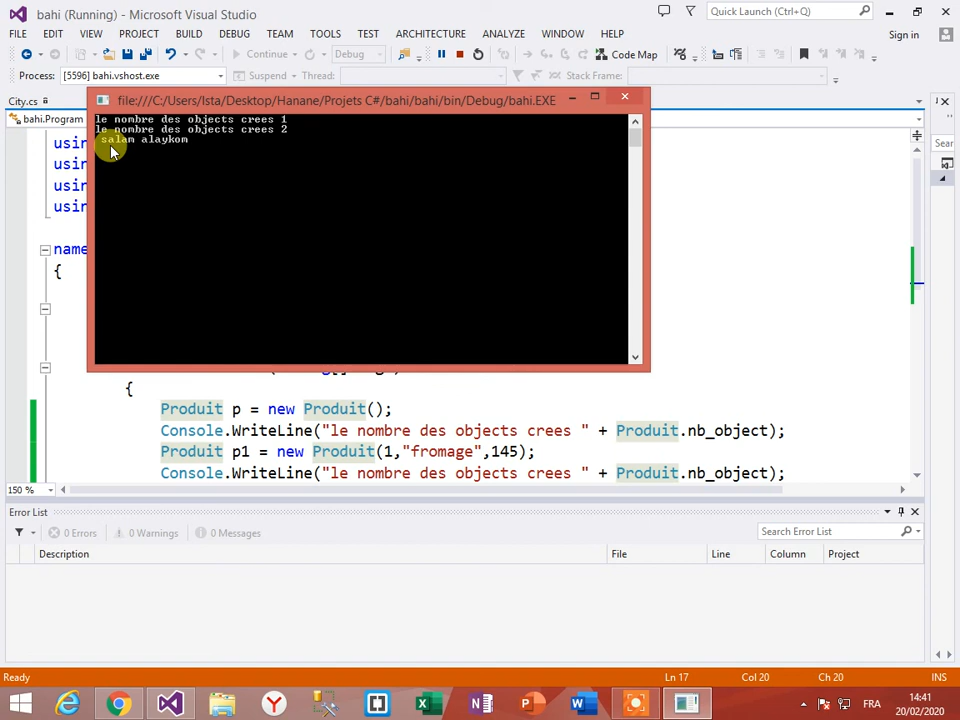 bahi (Running) - Microsoft Visual Studio
Quick Launch (Ctrl+Q)
FILE EDIT VIEW PROJECT BUILD DEBUG TEAM TOOLS TEST ARCHITECTURE ANALYZE WINDOW HELP
Sign in
Continue Debug Code Map
Process: [5596] bahi.vshost.exe Suspend Thread: Stack Frame:
City.cs
file:///C:/Users/Ista/Desktop/Hanane/Projets C#/bahi/bahi/bin/Debug/bahi.EXE
bahi.Program
le nombre des objects crees 1
le nombre des objects crees 2
salam alaykom
Sear
usin
usin
usin
usin
name
{
{
Produit p = new Produit();
Console.WriteLine("le nombre des objects crees " + Produit.nb_object);
Produit p1 = new Produit(1,"fromage",145);
Console.WriteLine("le nombre des objects crees " + Produit.nb_object);
150 %
Error List
0 Errors 0 Warnings 0 Messages
Search Error List
Description File Line Column Project
Ready Ln 17 Col 20 Ch 20 INS
FRA
14:41
20/02/2020